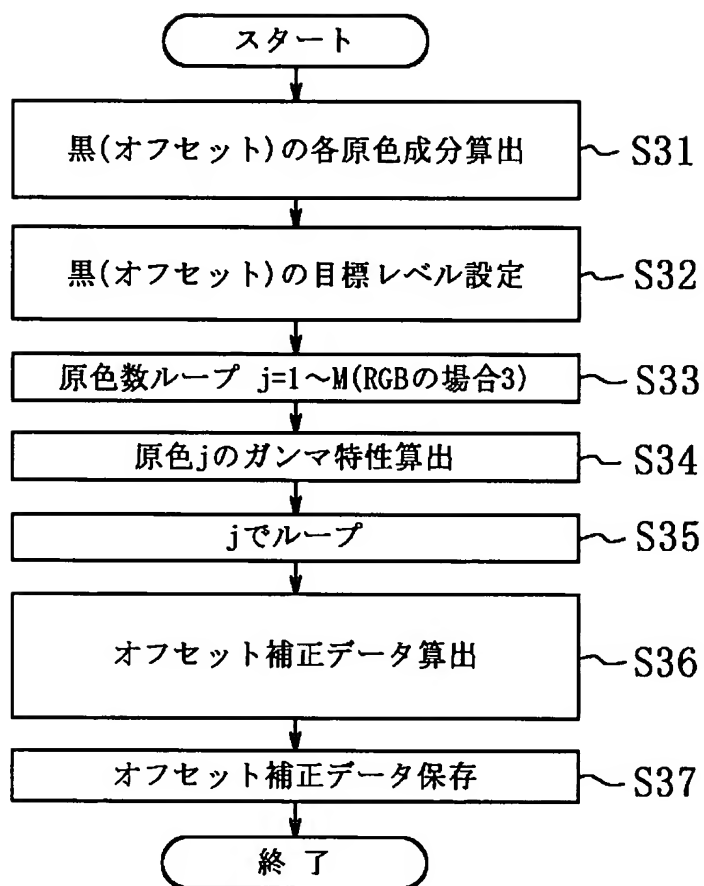 スタート
黒(オフセット)の各原色成分算出 S31
黒(オフセット)の目標レベル設定 S32
原色数ループ j=1～M(RGBの場合3) S33
原色jのガンマ特性算出 S34
jでループ S35
オフセット補正データ算出 S36
オフセット補正データ保存 S37
終 了